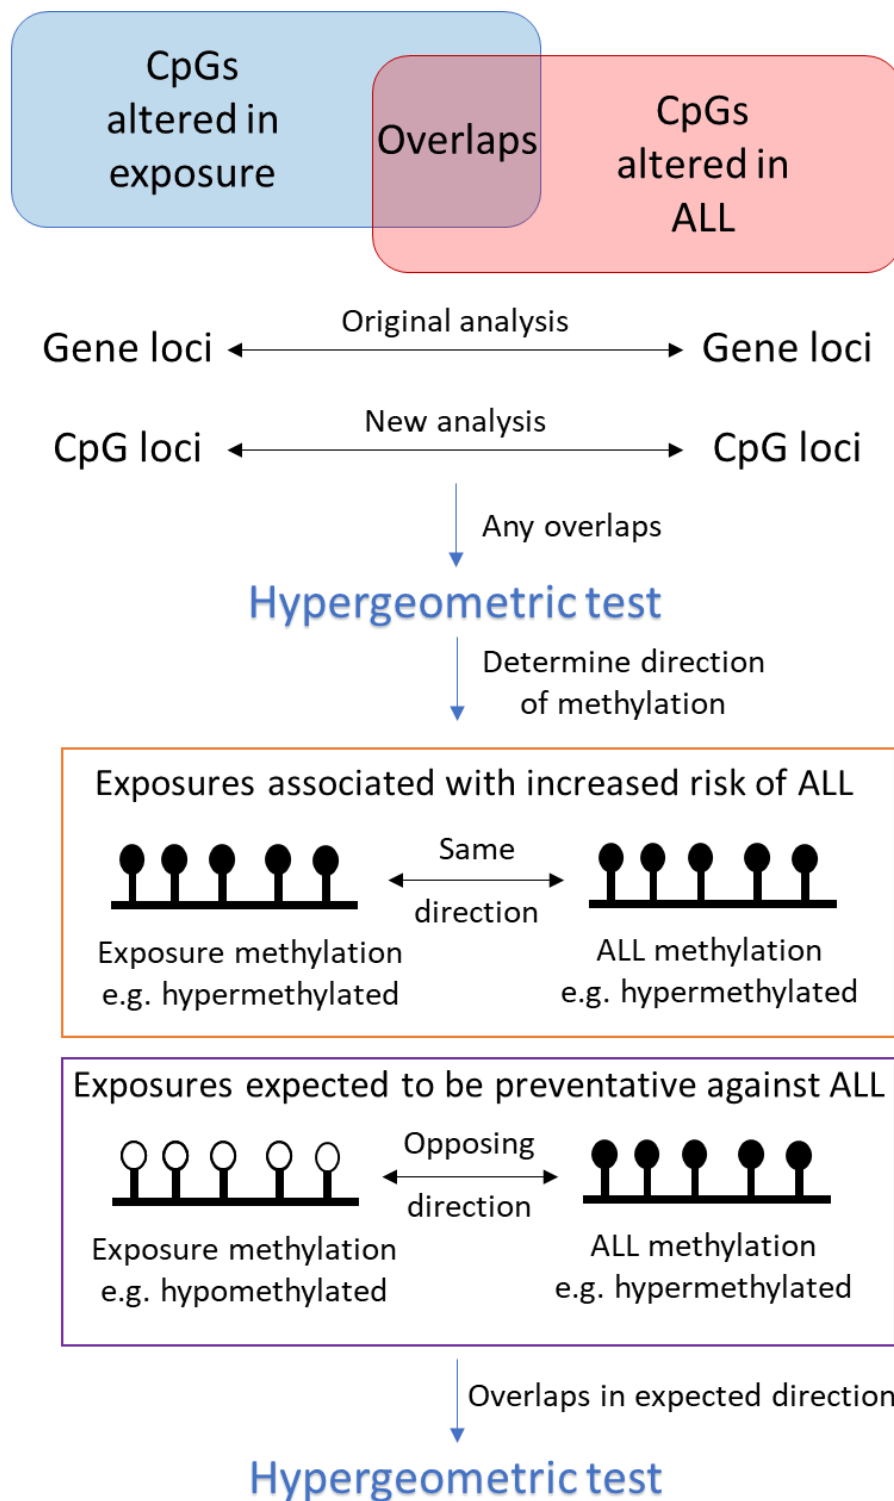 CpGs
altered in
exposure
Overlaps
CpGs
altered in
ALL
Original analysis
Gene loci
Gene loci
New analysis
CpG loci
CpG loci
Any overlaps
Hypergeometric test
Determine direction
of methylation
Exposures associated with increased risk of ALL
Same
direction
Exposure methylation
e.g. hypermethylated
ALL methylation
e.g. hypermethylated
Exposures expected to be preventative against ALL
Opposing
direction
Exposure methylation
e.g. hypomethylated
ALL methylation
e.g. hypermethylated
Overlaps in expected direction
Hypergeometric test